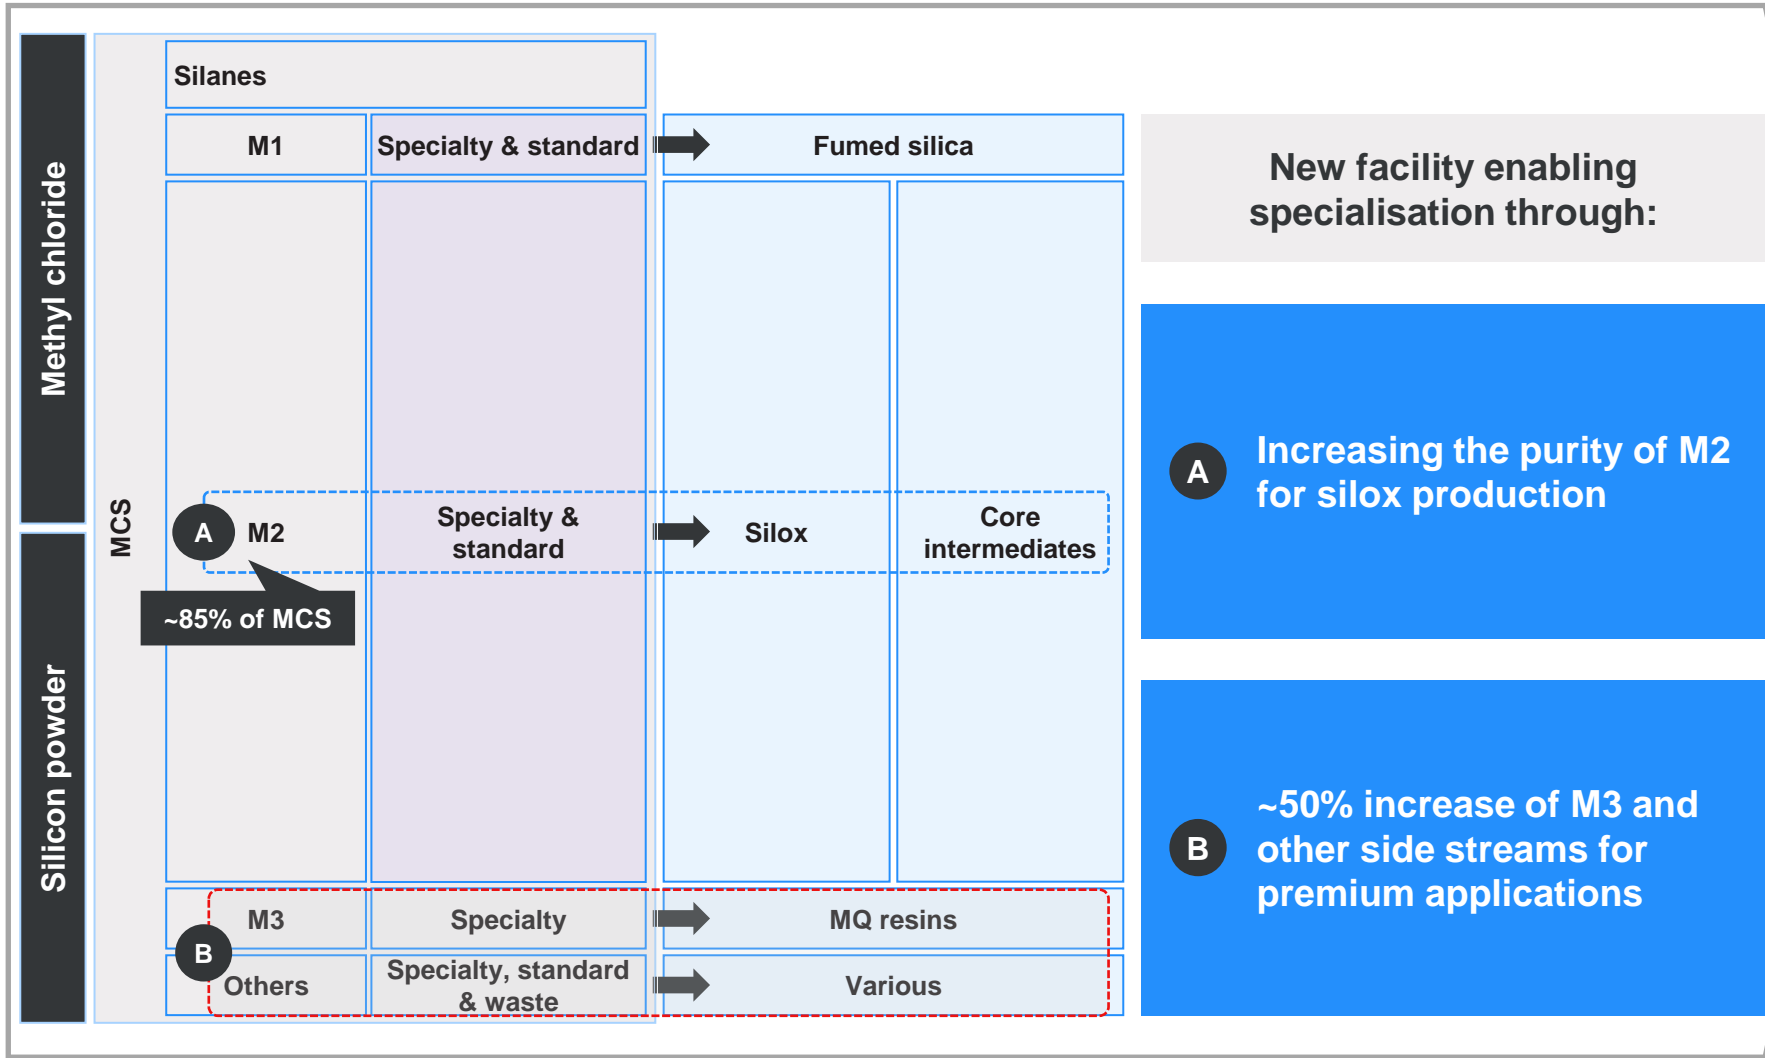 Methyl chloride
Silicon powder
MCS
Silanes
M1
Specialty & standard
Fumed silica
A
M2
Specialty &
standard
Silox
Core
intermediates
~85% of MCS
B
M3
Specialty
MQ resins
Others
Specialty, standard
& waste
Various
New facility enabling
specialisation through:
A
Increasing the purity of M2
for silox production
B
~50% increase of M3 and
other side streams for
premium applications